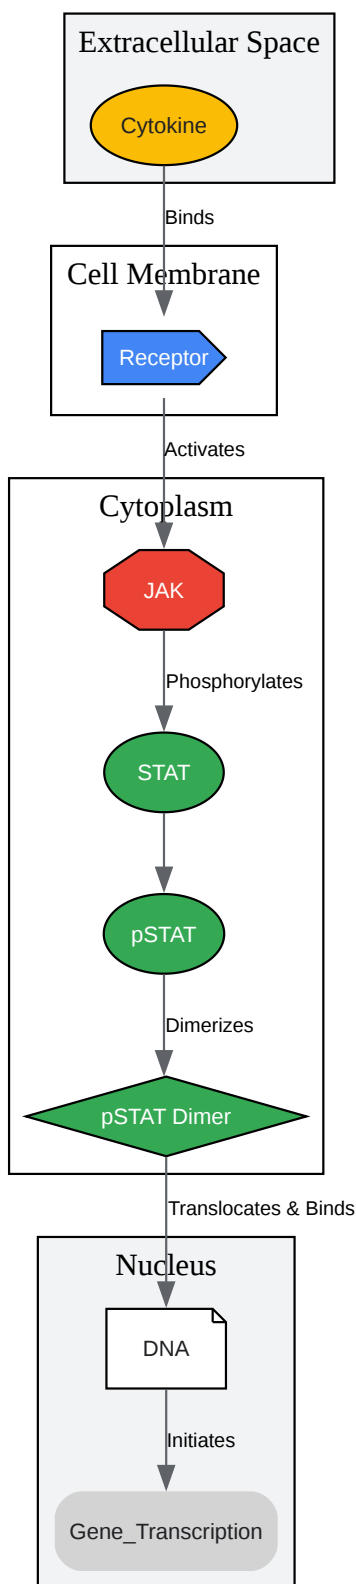 Extracellular Space
Cytokine
Binds
Cell Membrane
Receptor
Activates
Cytoplasm
JAK
Phosphorylates
STAT
pSTAT
Dimerizes
pSTAT Dimer
Translocates & Binds
Nucleus
DNA
Initiates
Gene_Transcription